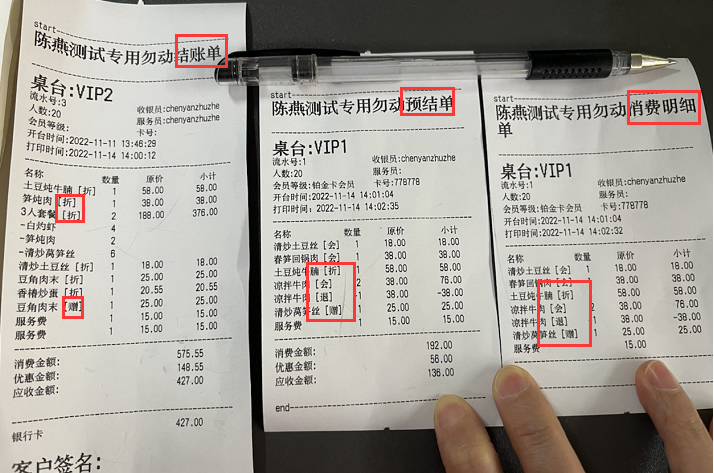 start
陈燕测试专用勿动结账单
桌台:VIP2
流水号:3
收银员:chenyanzhuzhe
人数:20
服务员:chenyanzhuzhe
会员等级:
卡号:
开台时间:2022-11-11 13:46:29
打印时间:2022-11-14 14:00:12
名称 数量 原价 小计
土豆炖牛腩 [折] 1 58.00 58.00
笋炖肉 [折] 1 38.00 38.00
3人套餐 [折] 2 188.00 376.00
-白灼虾 4
-笋炖肉 2
-清炒莴笋丝 6
清炒土豆丝 [折] 1 18.00 18.00
豆角肉末 [折] 1 25.00 25.00
香椿炒蛋 [折] 1 20.55 20.55
豆角肉末 [赠] 1 25.00 25.00
服务费 1 15.00 15.00
服务费 15.00 15.00
消费金额: 575.55
优惠金额: 148.55
应收金额: 427.00
银行卡 427.00
客户签名:
start
陈燕测试专用勿动预结单
桌台:VIP1
流水号:1
收银员:chenyanzhuzhe
人数:20
服务员:
会员等级:铂金卡会员
卡号:778778
开台时间:2022-11-14 14:01:04
打印时间:2022-11-14 14:02:35
名称 数量 原价 小计
清炒土豆丝 [会] 1 18.00 18.00
春笋回锅肉 [会] 1 38.00 38.00
土豆炖牛腩 [折] 1 58.00 58.00
凉拌牛肉 [会] 2 38.00 76.00
凉拌牛肉 [退] -1 38.00 -38.00
清炒莴笋丝 [赠] 1 25.00 25.00
服务费 1 15.00 15.00
消费金额: 192.00
优惠金额: 56.00
应收金额: 136.00
end
start
陈燕测试专用勿动消费明细
单
桌台:VIP1
流水号:1
收银员:chenyanzhuzhe
人数:20
服务员:
会员等级:铂金卡会员
卡号:778778
开台时间:2022-11-14 14:01:04
打印时间:2022-11-14 14:02:32
名称 数量 原价 小计
清炒土豆丝 [会] 1 18.00 18.00
春笋回锅肉 [会] 1 38.00 38.00
土豆炖牛腩 [折] 58.00 58.00
凉拌牛肉 [会] 2 38.00 76.00
凉拌牛肉 [退] 38.00 -38.00
清炒莴笋丝 [赠] 1 25.00 25.00
服务费 15.00 15.00